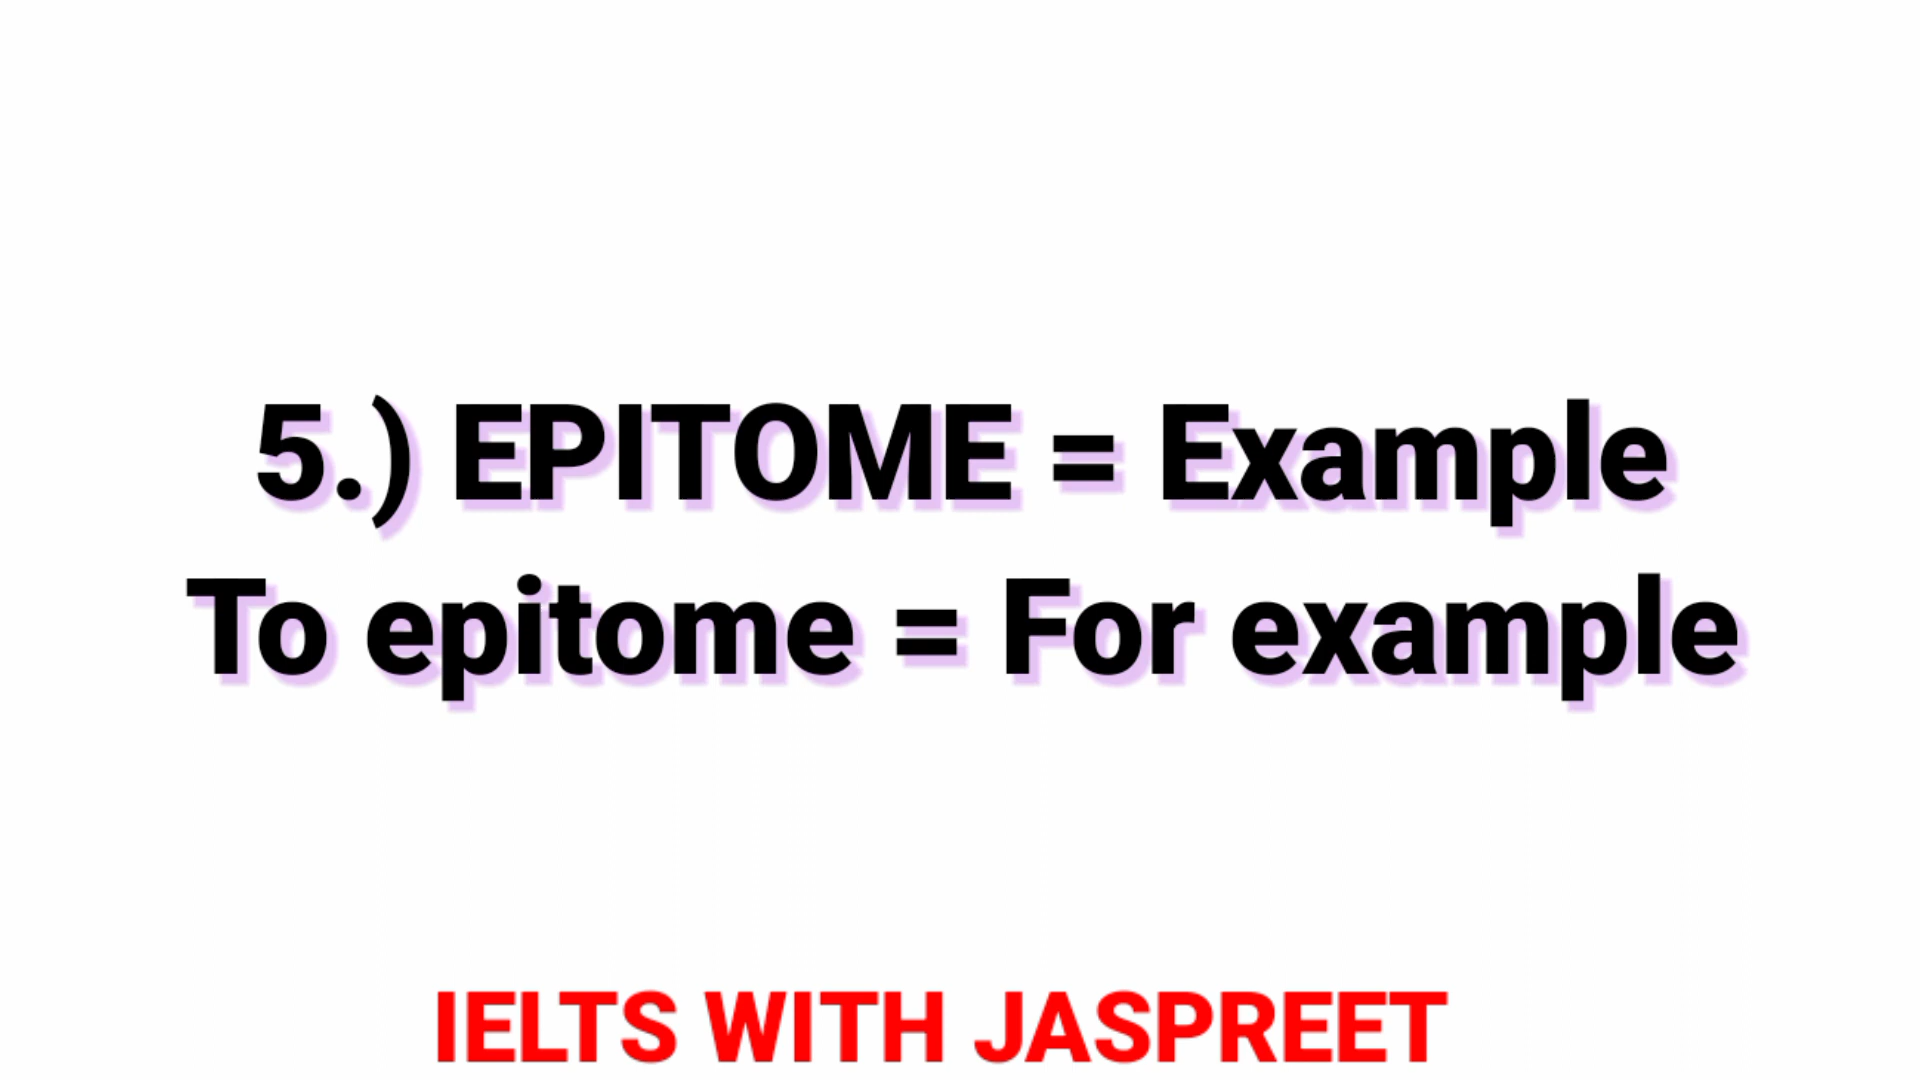 5.) EPITOME = Example
To epitome = For example
IELTS WITH JASPREET